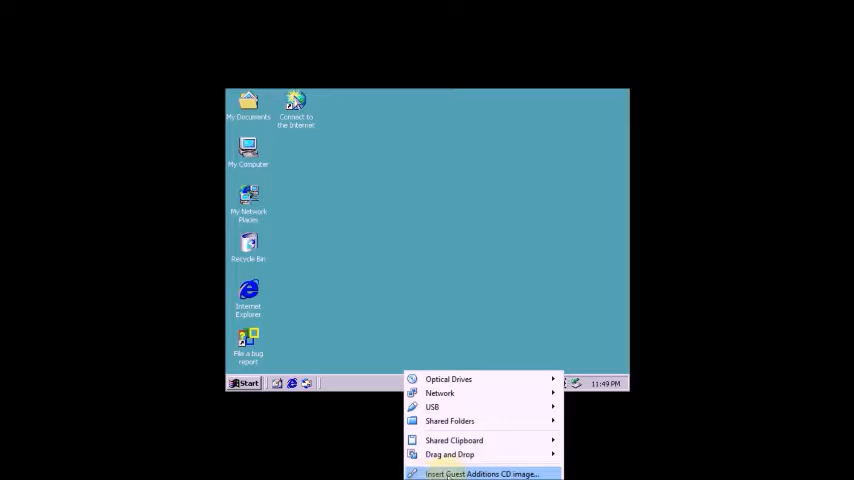 My Documents
Connect to
the Internet
My Computer
My Network
Places
Recycle Bin
Internet
Explorer
File a bug
report
Start
11:49 PM
Optical Drives
Network
USB
Shared Folders
Shared Clipboard
Drag and Drop
Insert Guest Additions CD image...